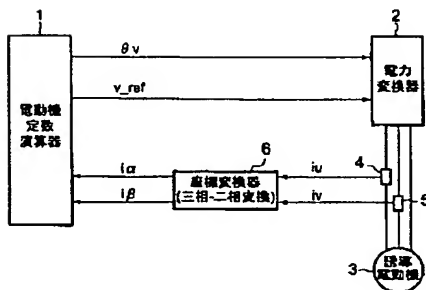 1
電動機
定数
演算器
θv
v_ref
2
電力
変換器
iα
iβ
6
座標変換器
(三相-二相変換)
iu
iv
4
5
3
誘導
電動機